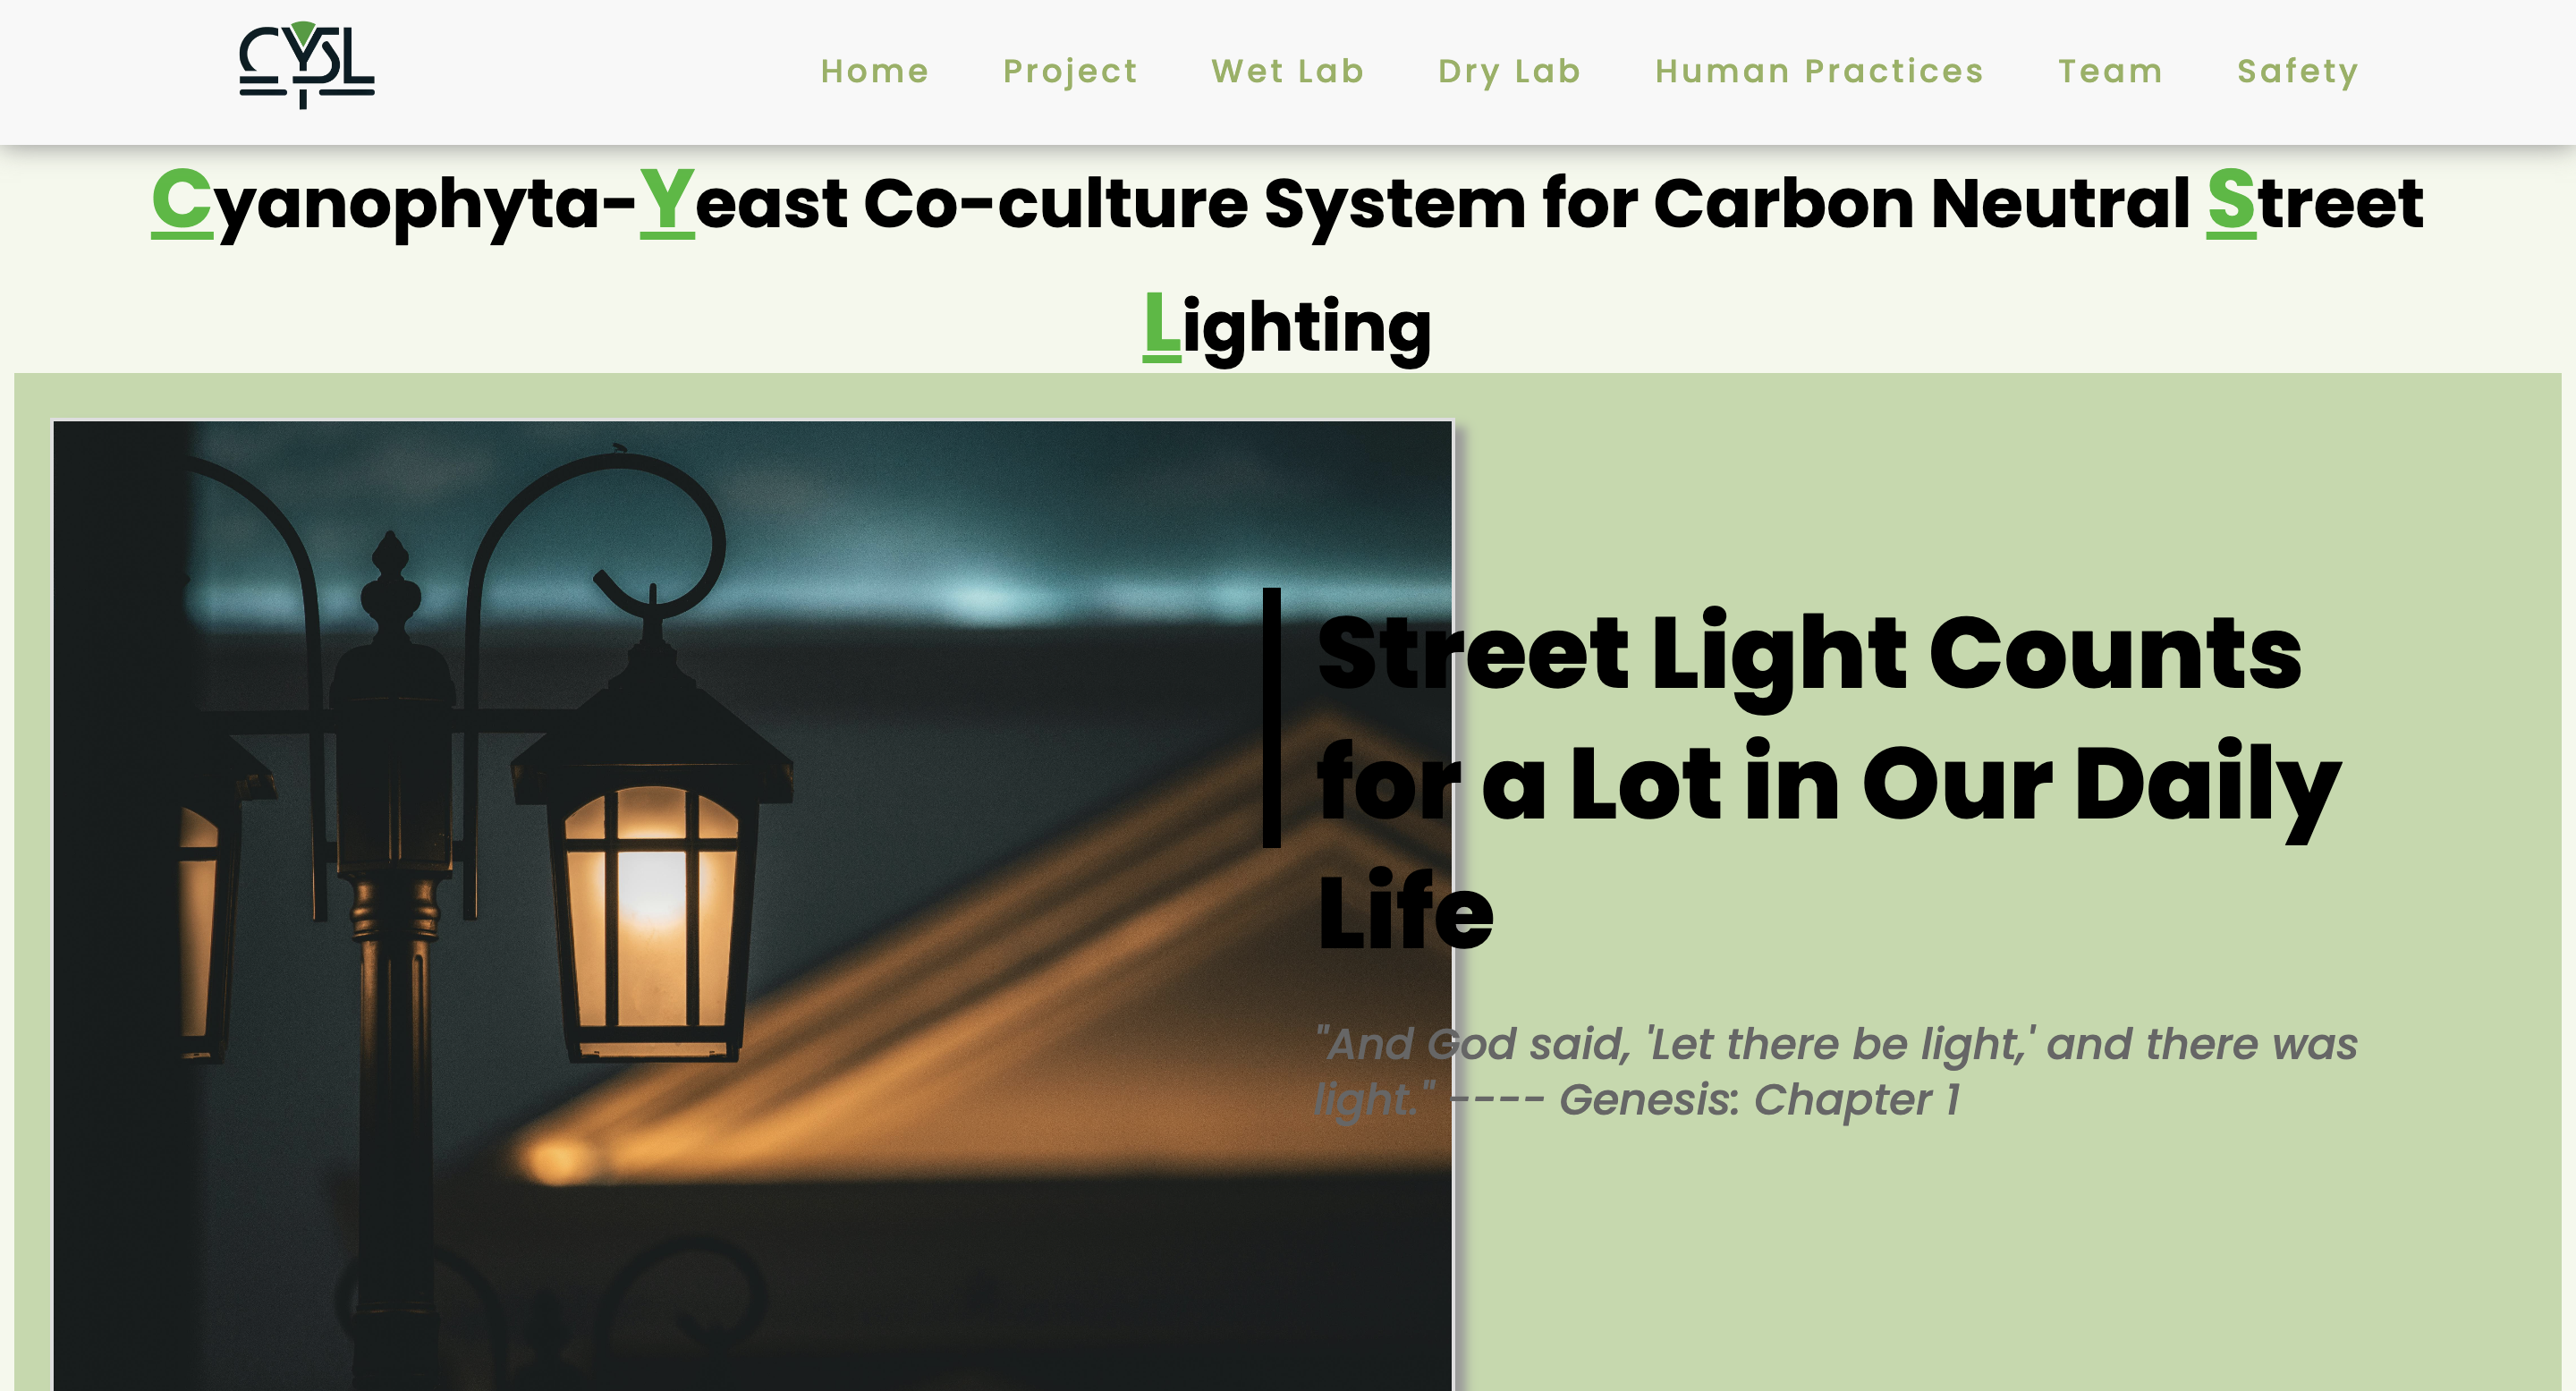 CYSL
Home Project Wet Lab Dry Lab Human Practices Team Safety
Cyanophyta-Yeast Co-culture System for Carbon Neutral Street
Lighting
Street Light Counts
for a Lot in Our Daily
Life
"And God said, 'Let there be light,' and there was
light." ---- Genesis: Chapter 1